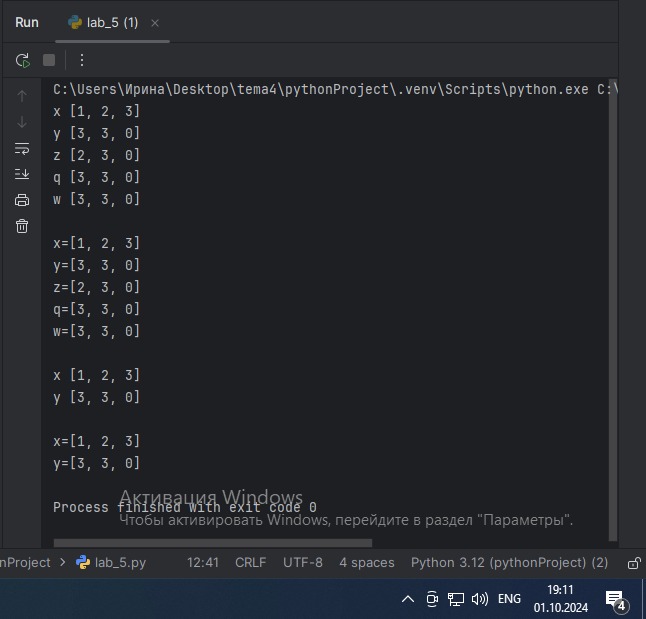 Run lab_5 (1)
C:\Users\Ирина\Desktop\tema4\pythonProject\.venv\Scripts\python.exe C:\
x [1, 2, 3]
y [3, 3, 0]
z [2, 3, 0]
q [3, 3, 0]
w [3, 3, 0]
x=[1, 2, 3]
y=[3, 3, 0]
z=[2, 3, 0]
q=[3, 3, 0]
w=[3, 3, 0]
x [1, 2, 3]
y [3, 3, 0]
x=[1, 2, 3]
y=[3, 3, 0]
Активация Windows
Process finished with exit code 0
Чтобы активировать Windows, перейдите в раздел "Параметры".
nProject > lab_5.py 12:41 CRLF UTF-8 4 spaces Python 3.12 (pythonProject) (2)
ENG 19:11 4
01.10.2024